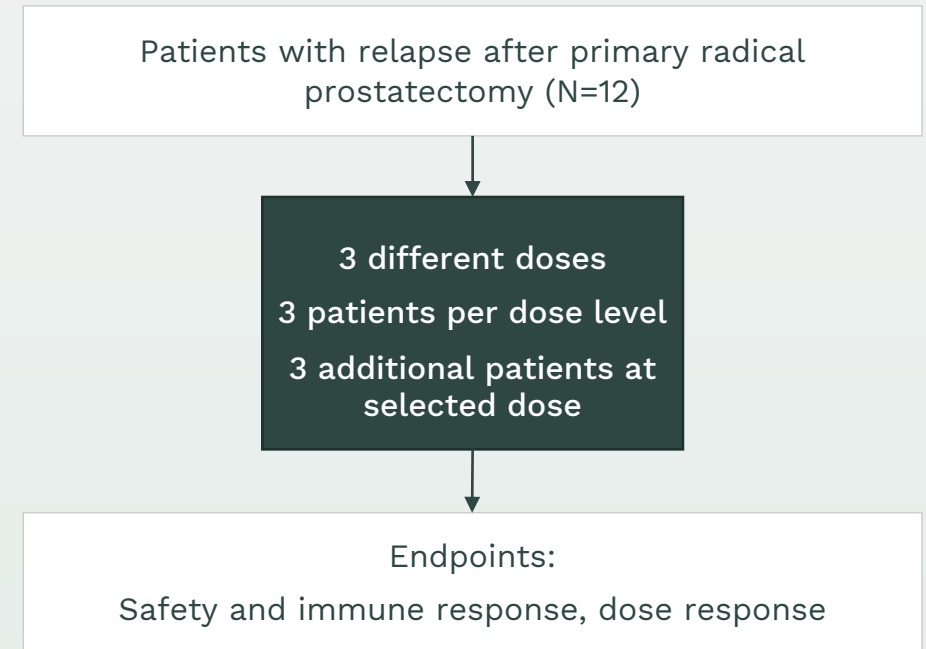 Patients with relapse after primary radical
prostatectomy (N=12)
3 different doses
3 patients per dose level
3 additional patients at
selected dose
Endpoints:
Safety and immune response, dose response